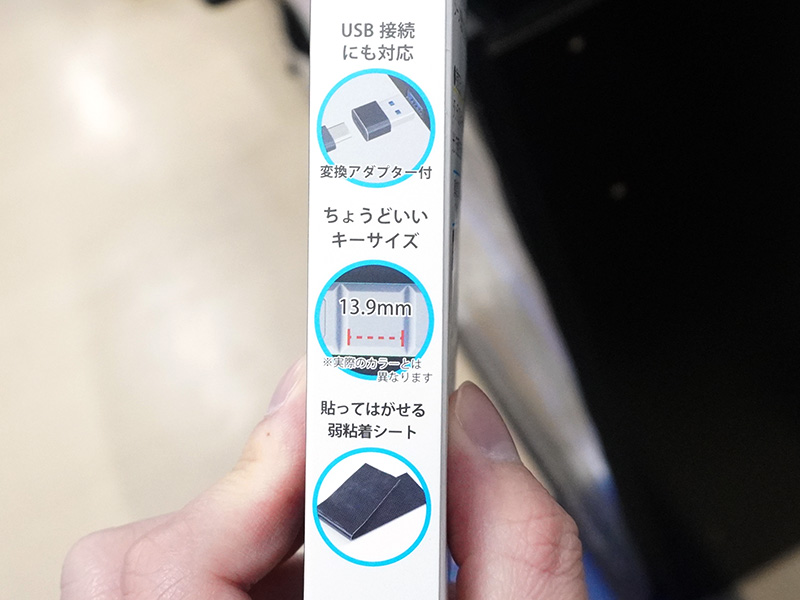 USB 接続
にも対応
変換アダプター付
ちょうどいい
キーサイズ
13.9mm
※実際のカラーとは
異なります
貼ってはがせる
弱粘着シート